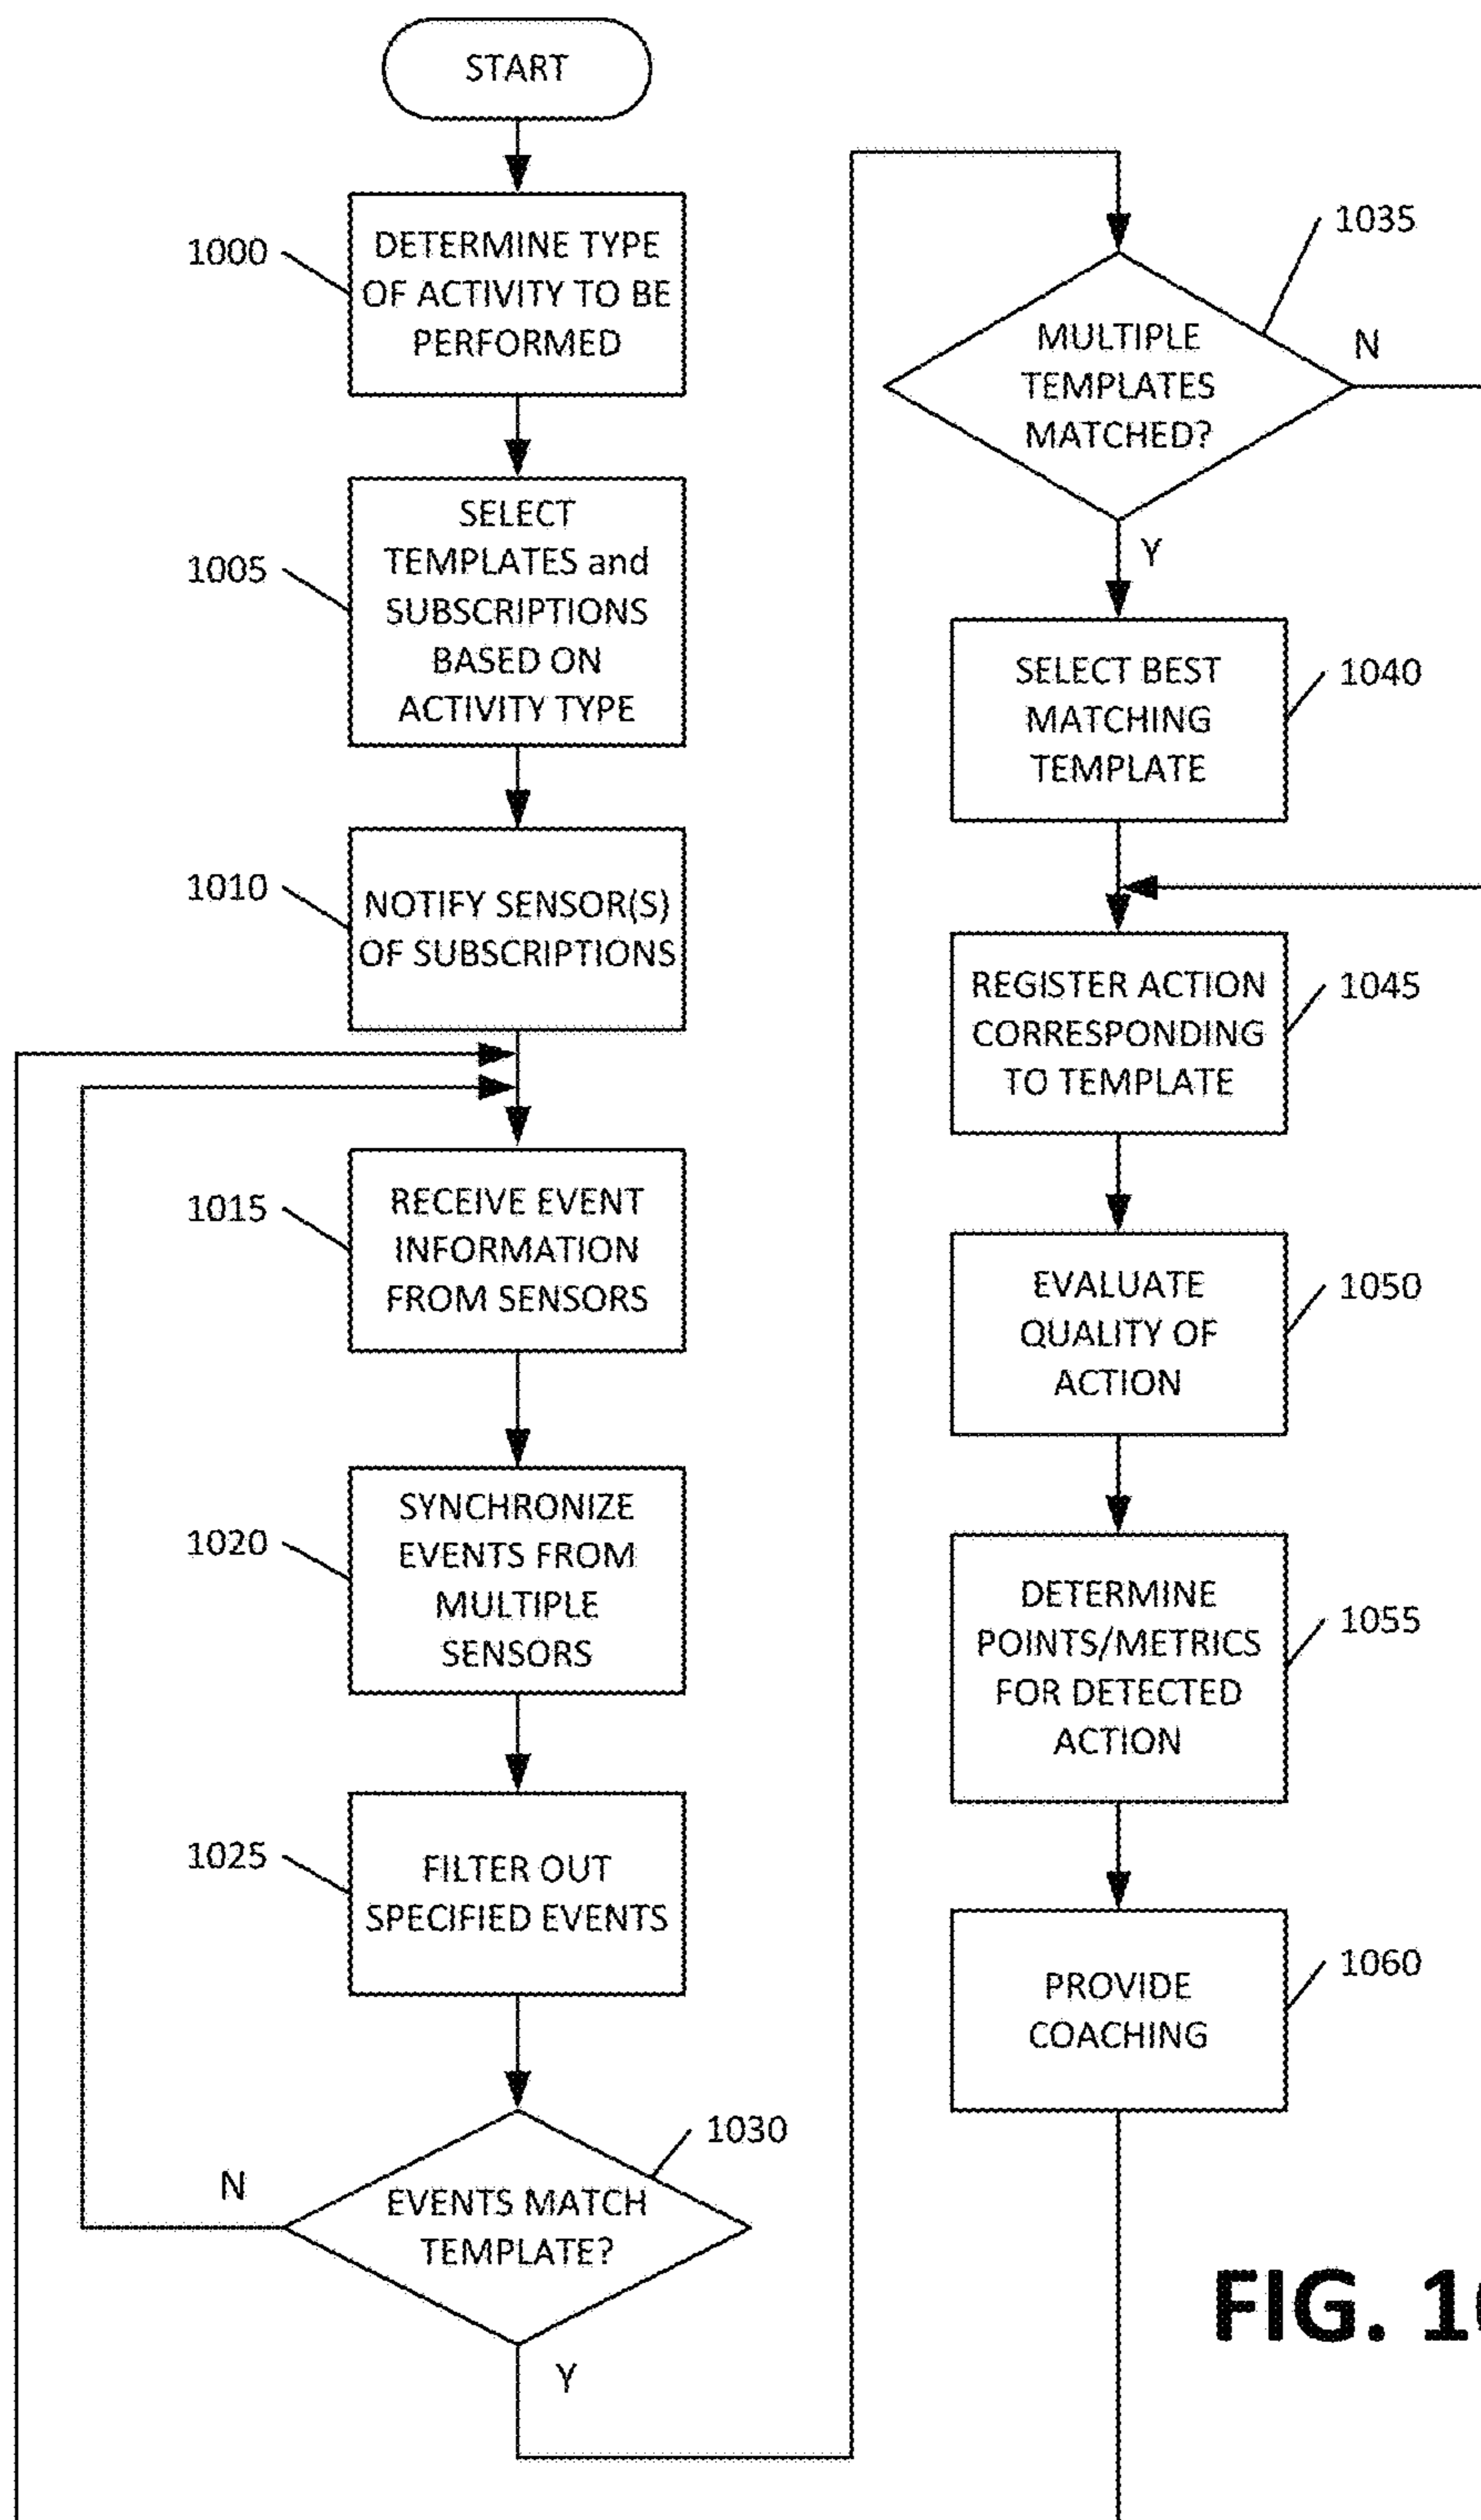 START
1000
DETERMINE TYPE
OF ACTIVITY TO BE
PERFORMED
1005
SELECT
TEMPLATES and
SUBSCRIPTIONS
BASED ON
ACTIVITY TYPE
1010
NOTIFY SENSOR(S)
OF SUBSCRIPTIONS
1015
RECEIVE EVENT
INFORMATION
FROM SENSORS
1020
SYNCHRONIZE
EVENTS FROM
MULTIPLE
SENSORS
1025
FILTER OUT
SPECIFIED EVENTS
1030
EVENTS MATCH
TEMPLATE?
N
Y
1035
MULTIPLE
TEMPLATES
MATCHED?
N
Y
1040
SELECT BEST
MATCHING
TEMPLATE
1045
REGISTER ACTION
CORRESPONDING
TO TEMPLATE
1050
EVALUATE
QUALITY OF
ACTION
1055
DETERMINE
POINTS/METRICS
FOR DETECTED
ACTION
1060
PROVIDE
COACHING
FIG. 10